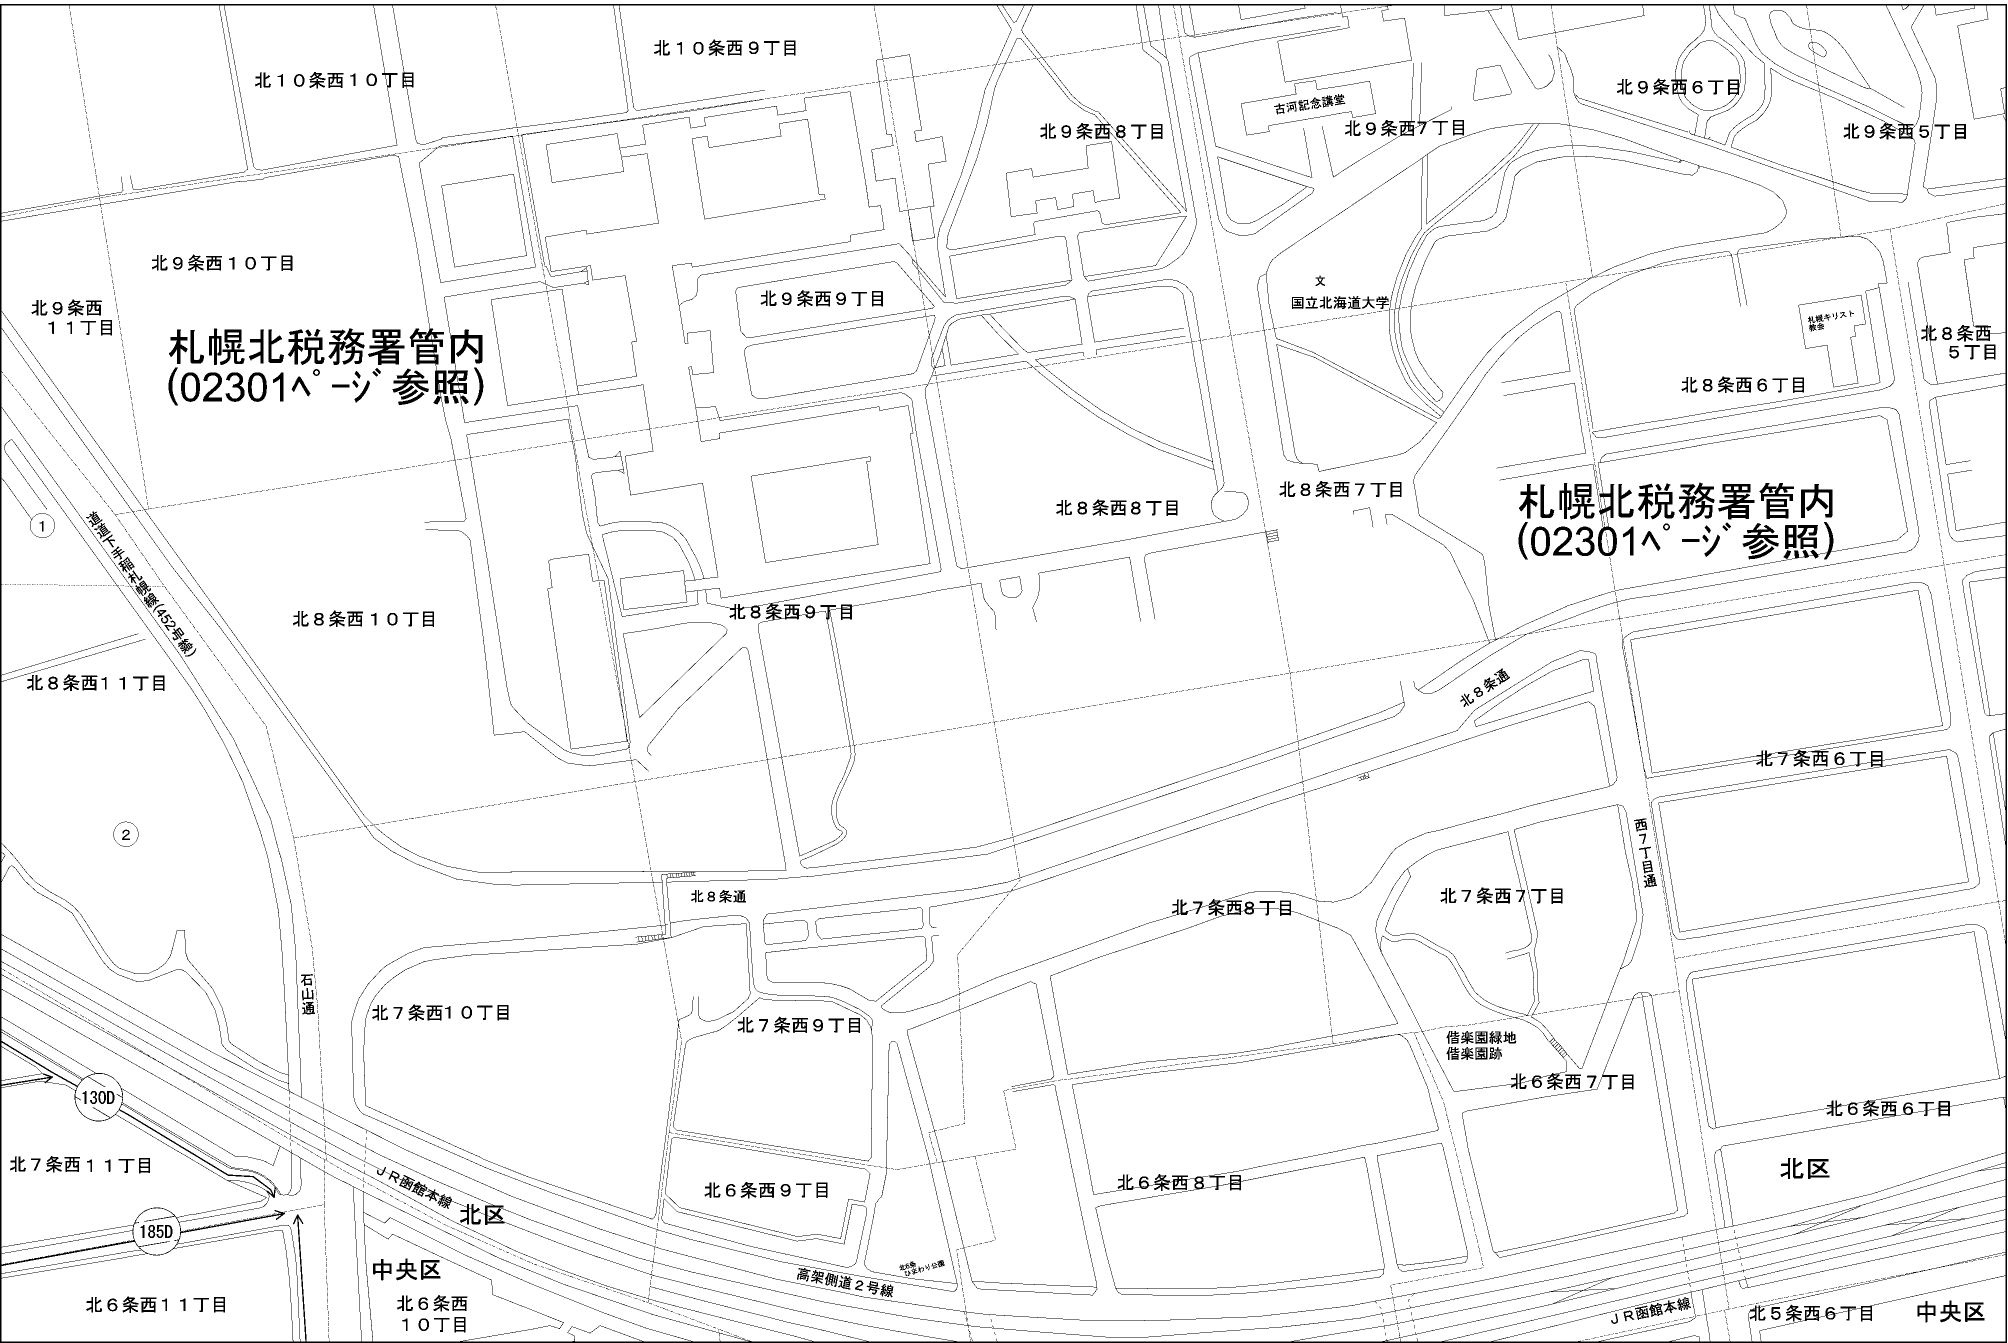 北１０条西９丁目
北１０条西１０丁目
北９条西６丁目
古河記念講堂
北９条西８丁目
北９条西７丁目
北９条西５丁目
北９条西１０丁目
文
国立北海道大学
北９条西９丁目
北９条西
１１丁目
札幌キリスト
教会
北８条西
５丁目
札幌北税務署管内
(02301ﾍﾟｰｼﾞ参照)
北８条西６丁目
北８条西７丁目
北８条西８丁目
札幌北税務署管内
(02301ﾍﾟｰｼﾞ参照)
1
道道下手稲札幌線(452号線)
北８条西１０丁目
北８条西９丁目
北８条西１１丁目
北８条通
北７条西６丁目
2
西７丁目通
北８条通
北７条西７丁目
北７条西８丁目
石山通
北７条西１０丁目
北７条西９丁目
偕楽園緑地
偕楽園跡
北６条西７丁目
130D
北６条西６丁目
北７条西１１丁目
ＪＲ函館本線
北区
北６条西９丁目
北６条西８丁目
北区
185D
中央区
北6条
ひまわり公園
高架側道２号線
北６条西１１丁目
北６条西
１０丁目
ＪＲ函館本線
北５条西６丁目
中央区